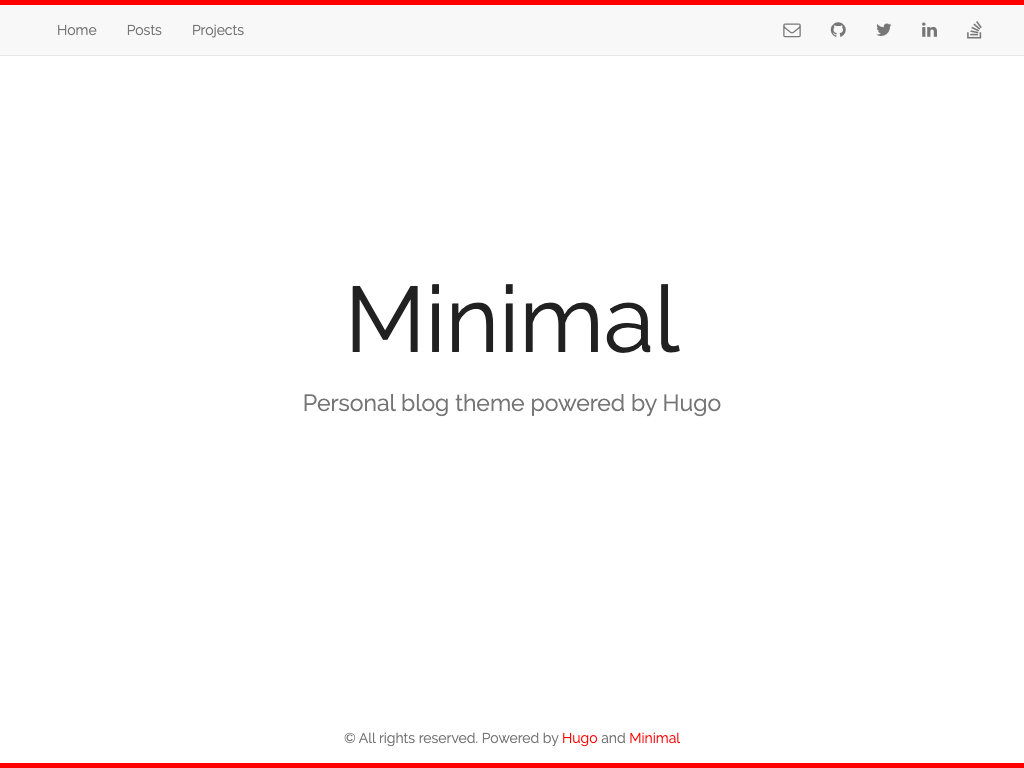 Home Posts Projects
Minimal
Personal blog theme powered by Hugo
© All rights reserved. Powered by Hugo and Minimal